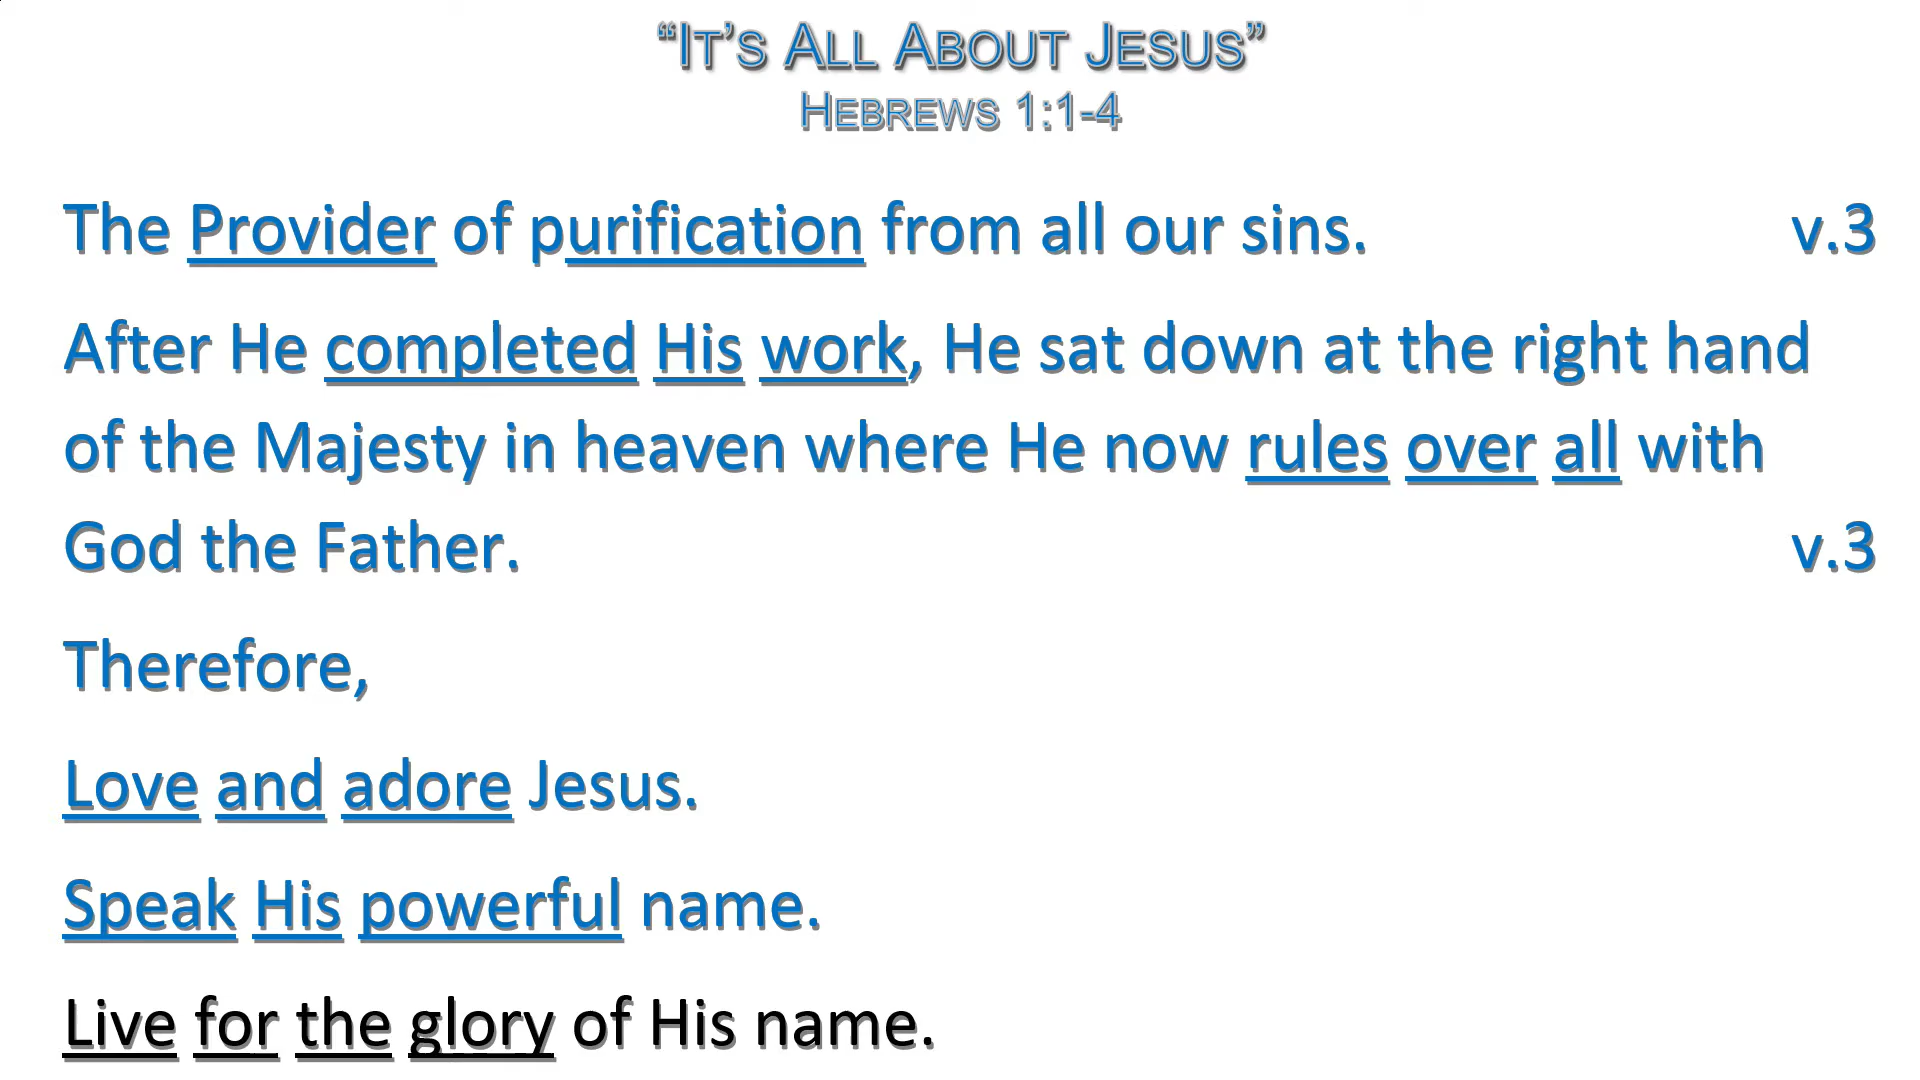 “It’s All About Jesus”
Hebrews 1:1-4
The Provider of purification from all our sins. v.3
After He completed His work, He sat down at the right hand
of the Majesty in heaven where He now rules over all with
God the Father. v.3
Therefore,
Love and adore Jesus.
Speak His powerful name.
Live for the glory of His name.